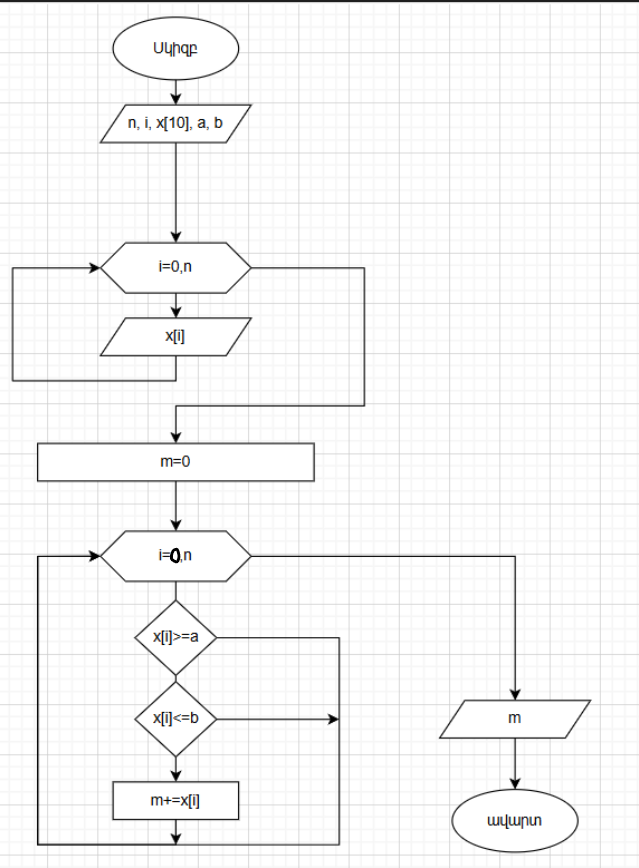 Սկիզբ
n, i, x[10], a, b
i=0,n
x[i]
m=0
i=0,n
x[i]>=a
x[i]<=b
m+=x[i]
m
ավարտ